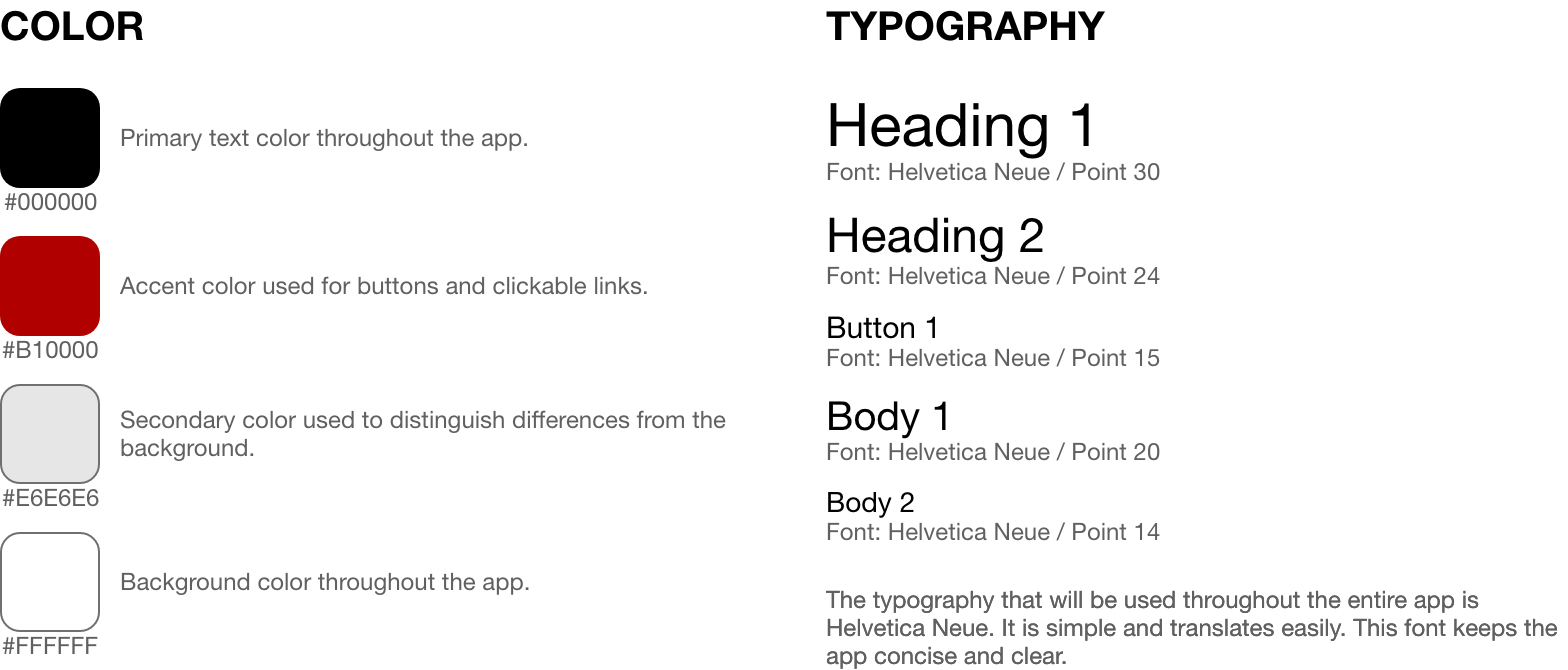 COLOR
Primary text color throughout the app.
#000000
Accent color used for buttons and clickable links.
#B10000
Secondary color used to distinguish differences from the
background.
#E6E6E6
Background color throughout the app.
#FFFFFF
TYPOGRAPHY
Heading 1
Font: Helvetica Neue / Point 30
Heading 2
Font: Helvetica Neue / Point 24
Button 1
Font: Helvetica Neue / Point 15
Body 1
Font: Helvetica Neue / Point 20
Body 2
Font: Helvetica Neue / Point 14
The typography that will be used throughout the entire app is
Helvetica Neue. It is simple and translates easily. This font keeps the
app concise and clear.